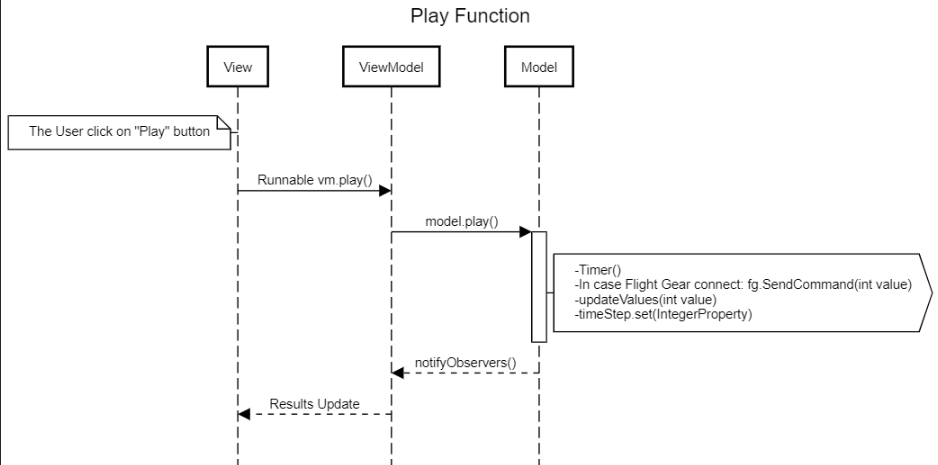 Play Function
View
ViewModel
Model
The User click on "Play" button
Runnable vm.play()
model.play()
-Timer()
-In case Flight Gear connect: fg.SendCommand(int value)
-updateValues(int value)
-timeStep.set(IntegerProperty)
notifyObservers()
Results Update